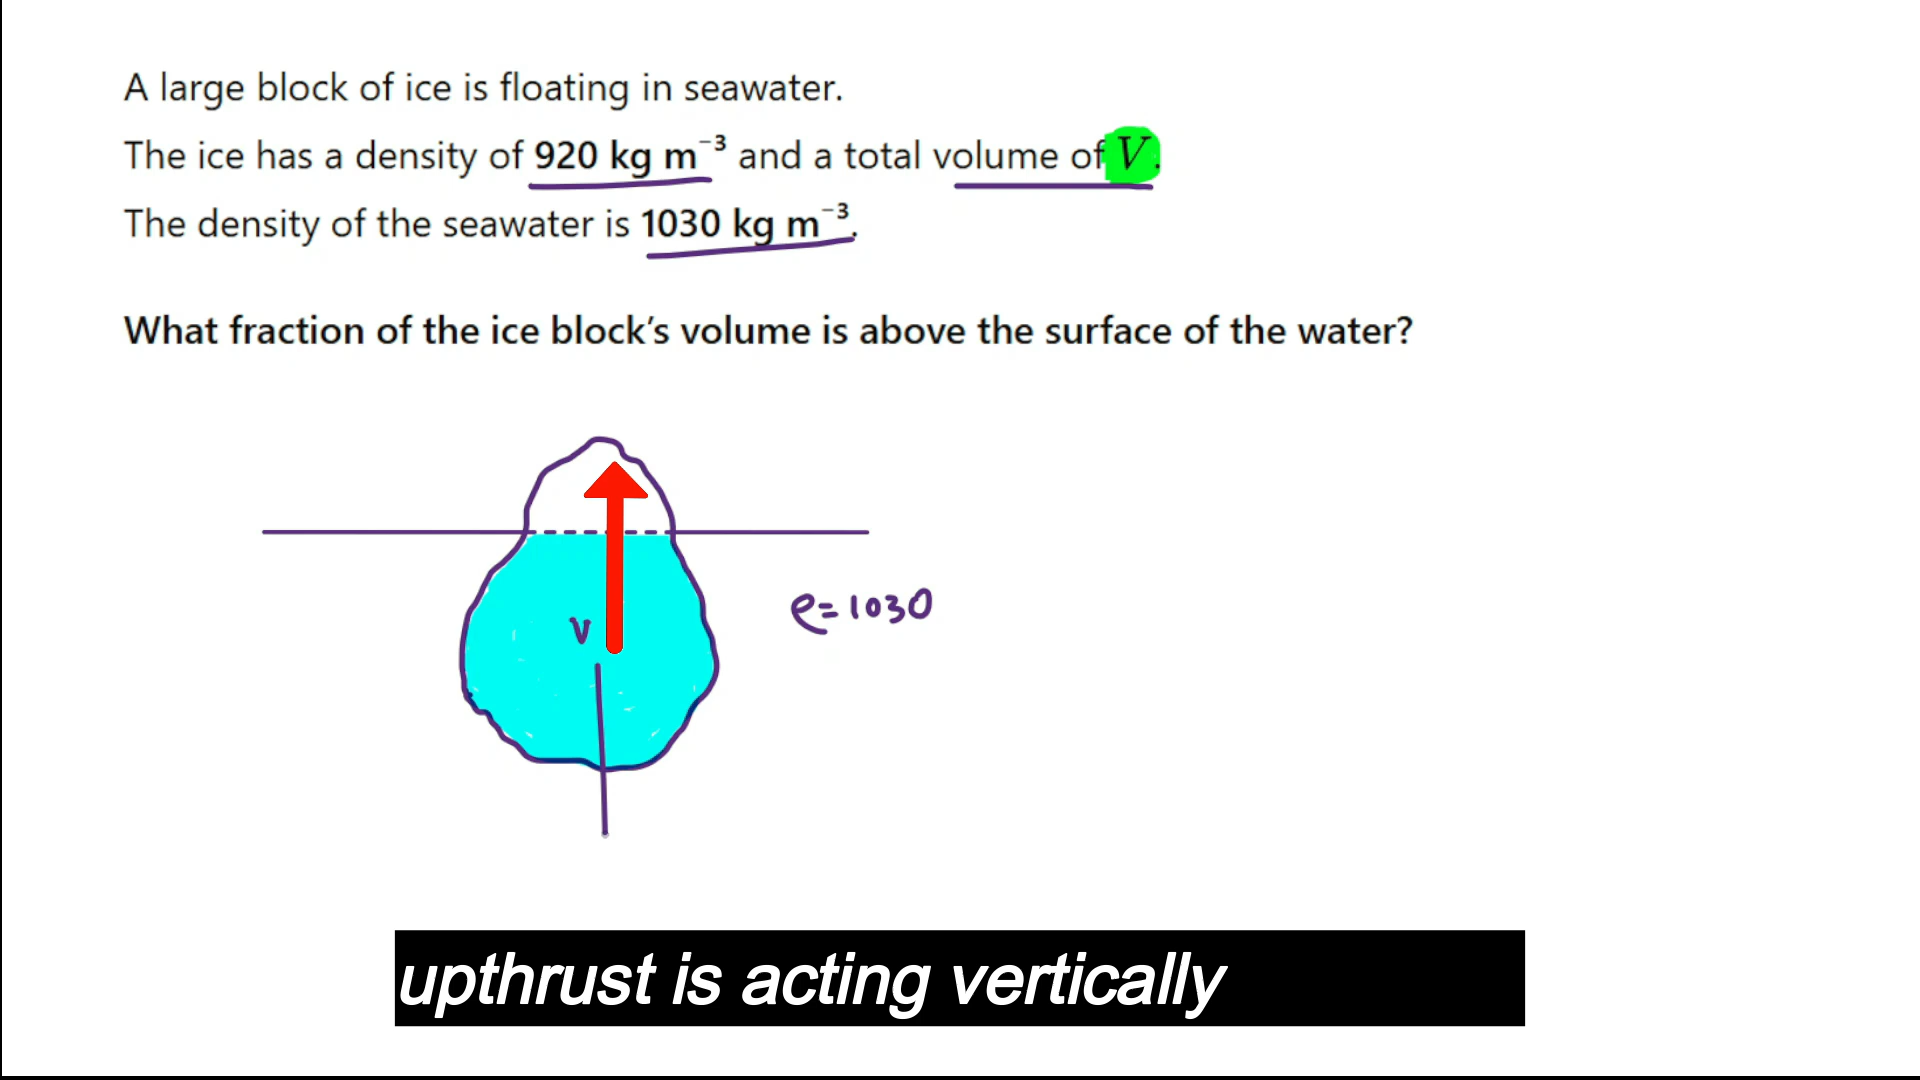 A large block of ice is floating in seawater.
The ice has a density of 920 kg m⁻³ and a total volume of V.
The density of the seawater is 1030 kg m⁻³.
What fraction of the ice block's volume is above the surface of the water?
V
ρ=1030
upthrust is acting vertically